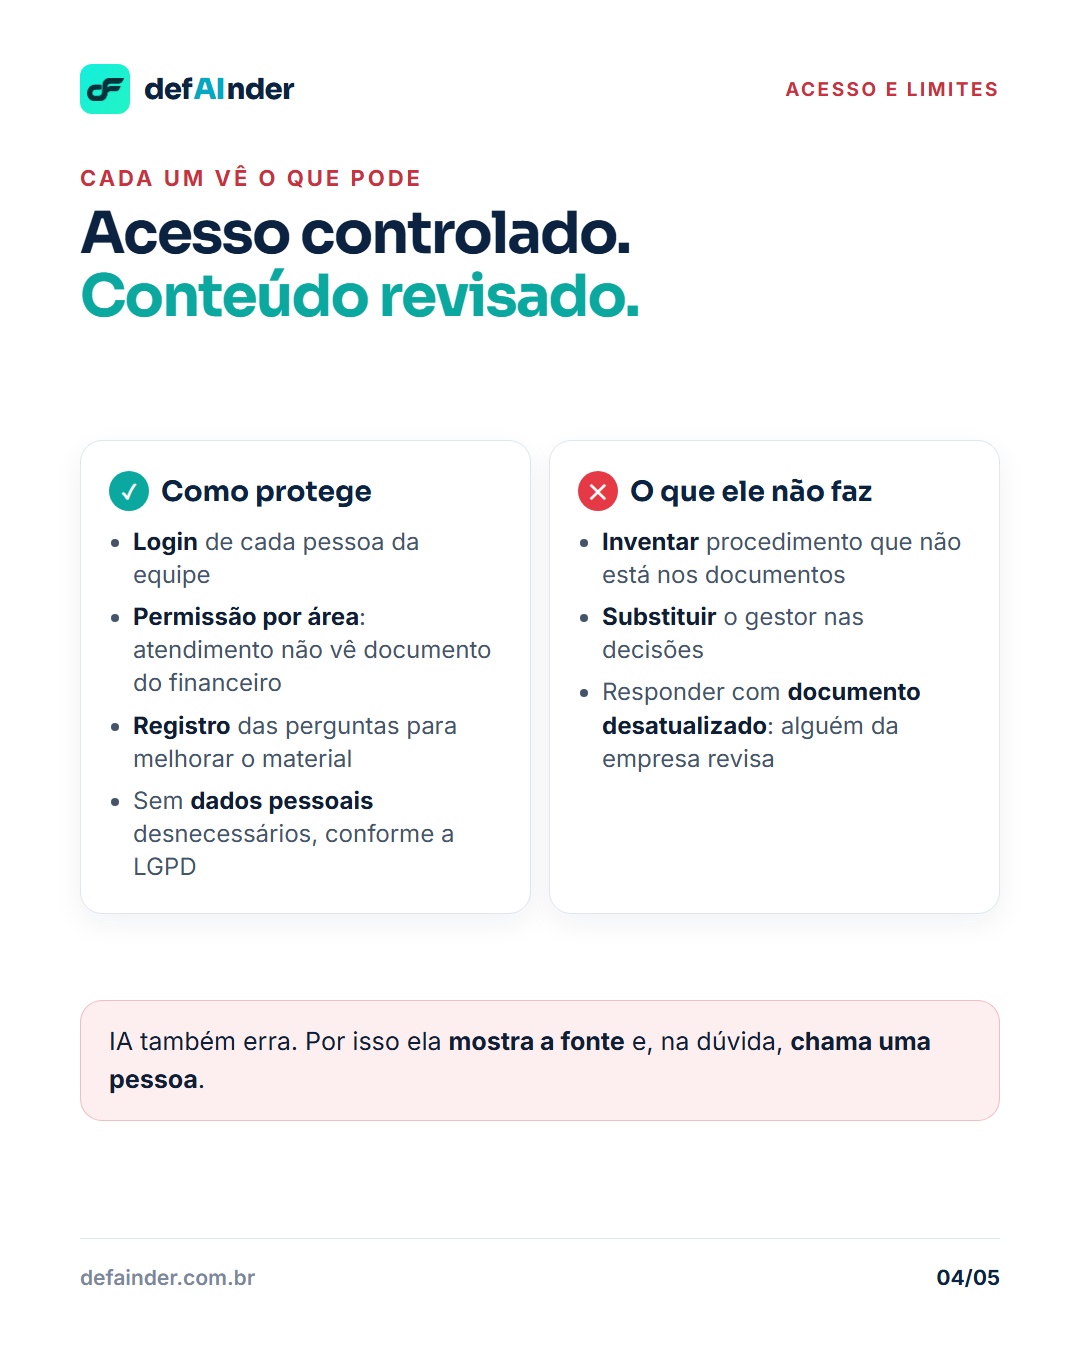 defAInder
ACESSO E LIMITES
CADA UM VÊ O QUE PODE
Acesso controlado.
Conteúdo revisado.
Como protege
• Login de cada pessoa da
equipe
• Permissão por área:
atendimento não vê documento
do financeiro
• Registro das perguntas para
melhorar o material
• Sem dados pessoais
desnecessários, conforme a
LGPD
O que ele não faz
• Inventar procedimento que não
está nos documentos
• Substituir o gestor nas
decisões
• Responder com documento
desatualizado: alguém da
empresa revisa
IA também erra. Por isso ela mostra a fonte e, na dúvida, chama uma
pessoa.
defainder.com.br
04/05